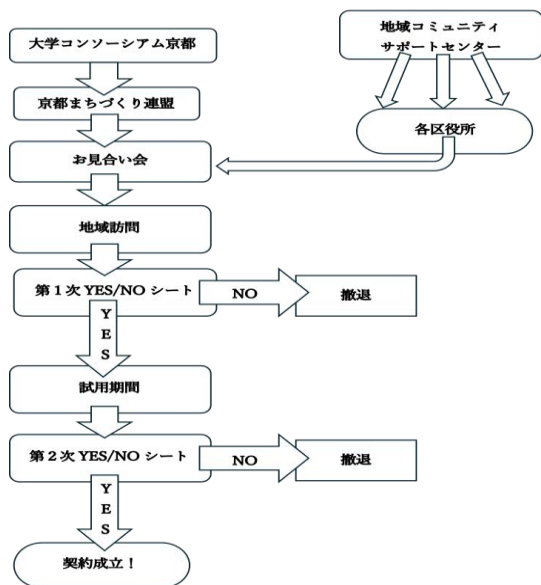 大学コンソーシアム京都
地域コミュニティ
サポートセンター
京都まちづくり連盟
各区役所
お見合い会
地域訪問
第1次 YES/NO シート
NO
撤退
YES
試用期間
第2次 YES/NO シート
NO
撤退
YES
契約成立！